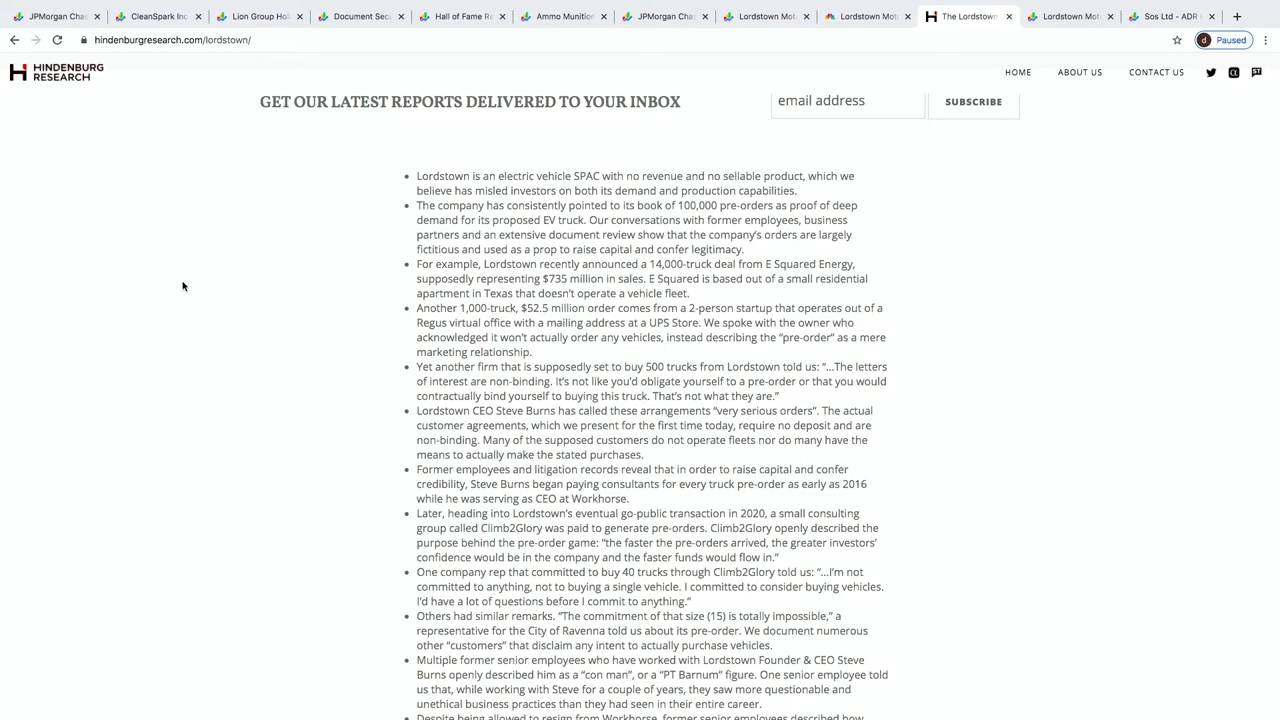 JPMorgan Chas
CleanSpark Inc
Lion Group Hol
Document Secu
Hall of Fame Re
Ammo Munition
JPMorgan Chas
Lordstown Mot
Lordstown Mot
The Lordstown
Lordstown Mot
Sos Ltd - ADR
hindenburgresearch.com/lordstown/
d Paused
HINDENBURG
RESEARCH
HOME ABOUT US CONTACT US
GET OUR LATEST REPORTS DELIVERED TO YOUR INBOX
email address
SUBSCRIBE
• Lordstown is an electric vehicle SPAC with no revenue and no sellable product, which we
believe has misled investors on both its demand and production capabilities.
• The company has consistently pointed to its book of 100,000 pre-orders as proof of deep
demand for its proposed EV truck. Our conversations with former employees, business
partners and an extensive document review show that the company's orders are largely
fictitious and used as a prop to raise capital and confer legitimacy.
• For example, Lordstown recently announced a 14,000-truck deal from E Squared Energy,
supposedly representing $735 million in sales. E Squared is based out of a small residential
apartment in Texas that doesn't operate a vehicle fleet.
• Another 1,000-truck, $52.5 million order comes from a 2-person startup that operates out of a
Regus virtual office with a mailing address at a UPS Store. We spoke with the owner who
acknowledged it won't actually order any vehicles, instead describing the "pre-order" as a mere
marketing relationship.
• Yet another firm that is supposedly set to buy 500 trucks from Lordstown told us: "…The letters
of interest are non-binding. It's not like you'd obligate yourself to a pre-order or that you would
contractually bind yourself to buying this truck. That's not what they are."
• Lordstown CEO Steve Burns has called these arrangements "very serious orders". The actual
customer agreements, which we present for the first time today, require no deposit and are
non-binding. Many of the supposed customers do not operate fleets nor do many have the
means to actually make the stated purchases.
• Former employees and litigation records reveal that in order to raise capital and confer
credibility, Steve Burns began paying consultants for every truck pre-order as early as 2016
while he was serving as CEO at Workhorse.
• Later, heading into Lordstown's eventual go-public transaction in 2020, a small consulting
group called Climb2Glory was paid to generate pre-orders. Climb2Glory openly described the
purpose behind the pre-order game: "the faster the pre-orders arrived, the greater investors'
confidence would be in the company and the faster funds would flow in."
• One company rep that committed to buy 40 trucks through Climb2Glory told us: "…I'm not
committed to anything, not to buying a single vehicle. I committed to consider buying vehicles.
I'd have a lot of questions before I commit to anything."
• Others had similar remarks. "The commitment of that size (15) is totally impossible," a
representative for the City of Ravenna told us about its pre-order. We document numerous
other "customers" that disclaim any intent to actually purchase vehicles.
• Multiple former senior employees who have worked with Lordstown Founder & CEO Steve
Burns openly described him as a "con man", or a "PT Barnum" figure. One senior employee told
us that, while working with Steve for a couple of years, they saw more questionable and
unethical business practices than they had seen in their entire career.
• Despite being allowed to resign from Workhorse, former senior employees described how